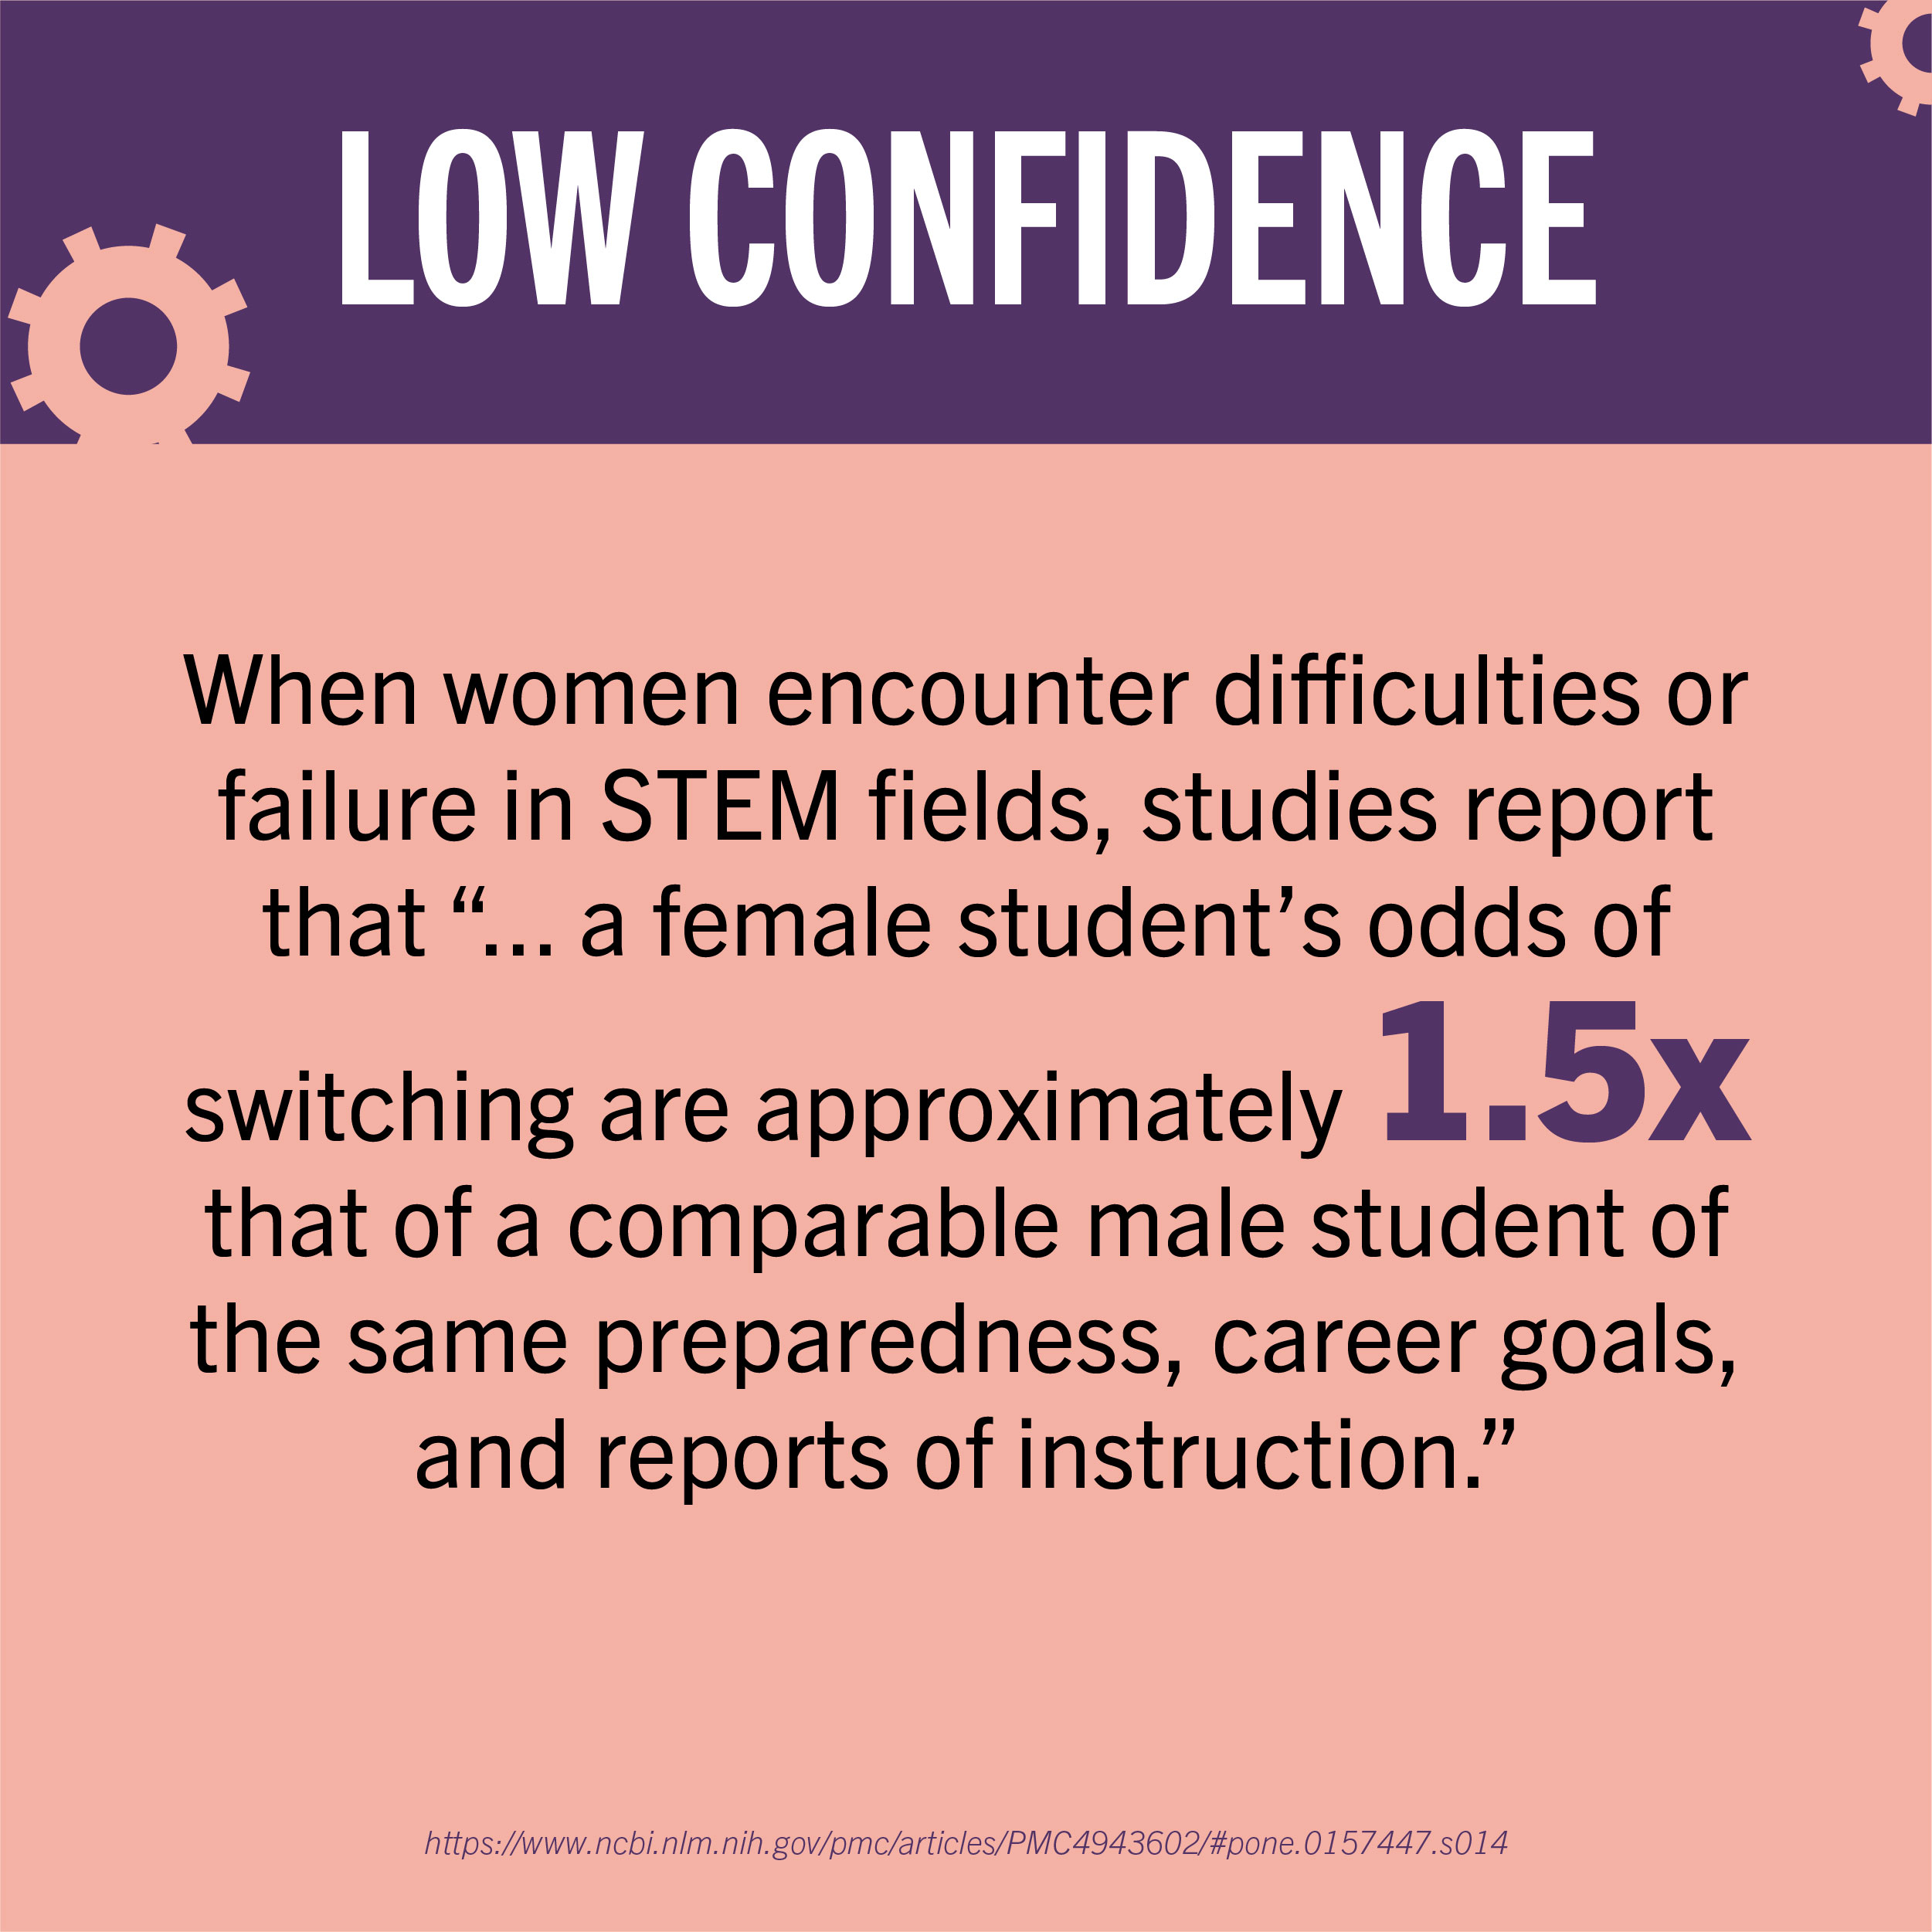 LOW CONFIDENCE
When women encounter difficulties or
failure in STEM fields, studies report
that “... a female student’s odds of
switching are approximately 1.5x
that of a comparable male student of
the same preparedness, career goals,
and reports of instruction.”
https://www.ncbi.nlm.nih.gov/pmc/articles/PMC4943602/#pone.0157447.s014